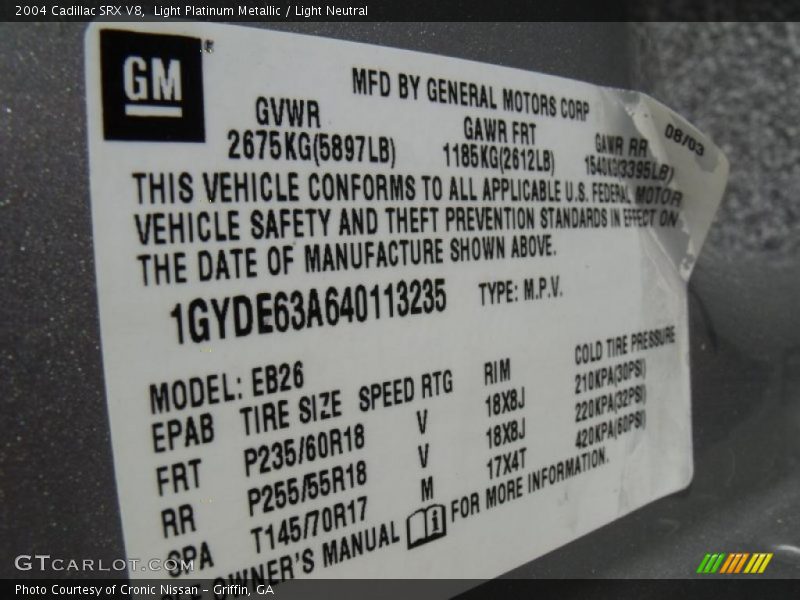 2004 Cadillac SRX V8, Light Platinum Metallic / Light Neutral
GM
MFD BY GENERAL MOTORS CORP 08/03
GVWR GAWR FRT GAWR RR
2675KG(5897LB) 1185KG(2612LB) 1540KG(3395LB)
THIS VEHICLE CONFORMS TO ALL APPLICABLE U.S. FEDERAL MOTOR
VEHICLE SAFETY AND THEFT PREVENTION STANDARDS IN EFFECT ON
THE DATE OF MANUFACTURE SHOWN ABOVE.
1GYDE63A640113235 TYPE: M.P.V.
MODEL: EB26
EPAB TIRE SIZE SPEED RTG RIM COLD TIRE PRESSURE
FRT P235/60R18 V 18X8J 210KPA(30PSI)
RR P255/55R18 V 18X8J 220KPA(32PSI)
SPA T145/70R17 M 17X4T 420KPA(60PSI)
OWNER'S MANUAL FOR MORE INFORMATION.
GTCARLOT.COM
Photo Courtesy of Cronic Nissan - Griffin, GA